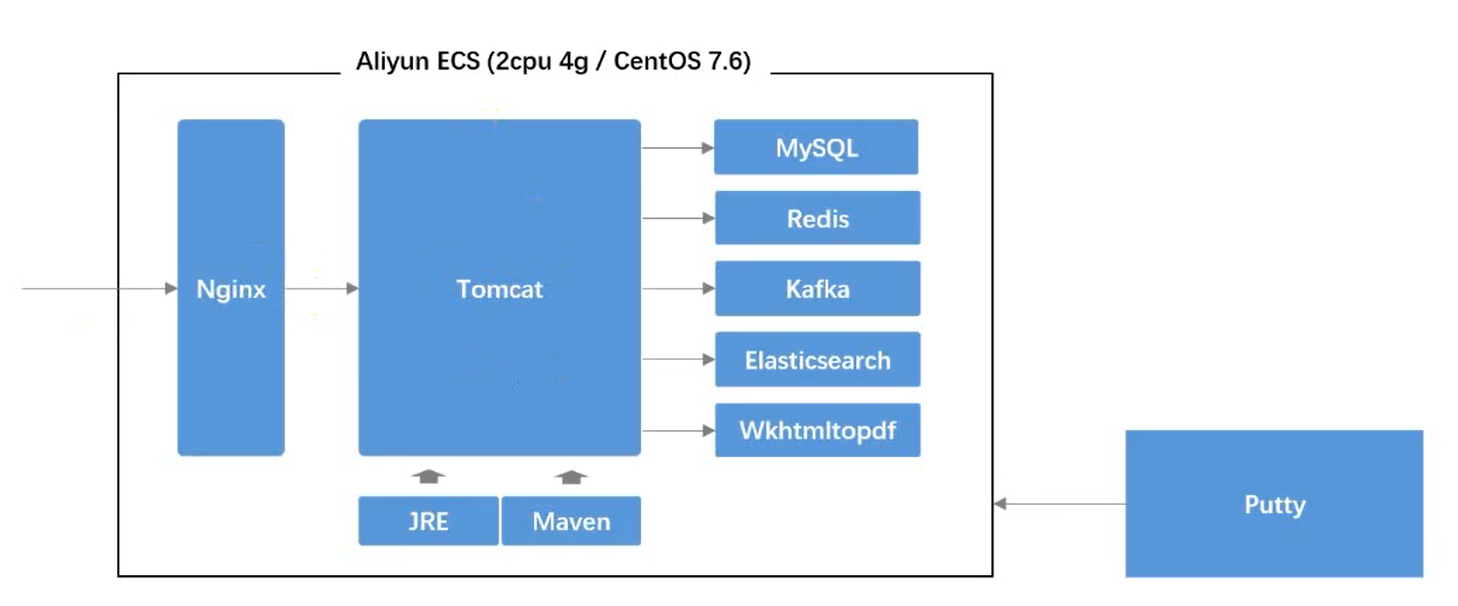 Aliyun ECS (2cpu 4g / CentOS 7.6)
Nginx
Tomcat
MySQL
Redis
Kafka
Elasticsearch
Wkhtmltopdf
JRE
Maven
Putty